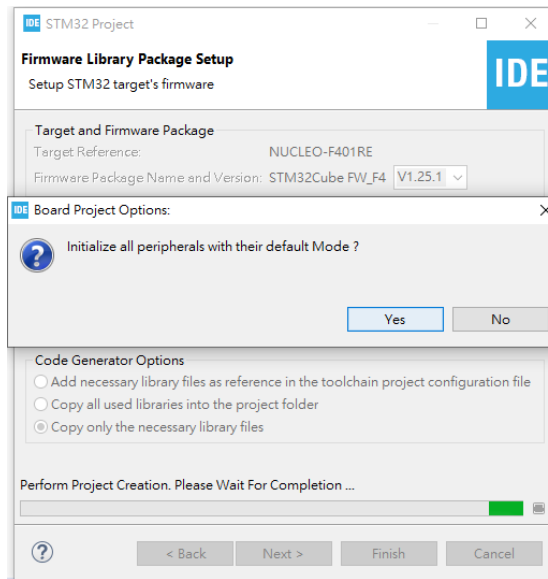 IDE STM32 Project
Firmware Library Package Setup
Setup STM32 target's firmware
IDE
Target and Firmware Package
Target Reference: NUCLEO-F401RE
Firmware Package Name and Version: STM32Cube FW_F4 V1.25.1
IDE Board Project Options:
Initialize all peripherals with their default Mode ?
Yes No
Code Generator Options
Add necessary library files as reference in the toolchain project configuration file
Copy all used libraries into the project folder
Copy only the necessary library files
Perform Project Creation. Please Wait For Completion ...
? < Back Next > Finish Cancel